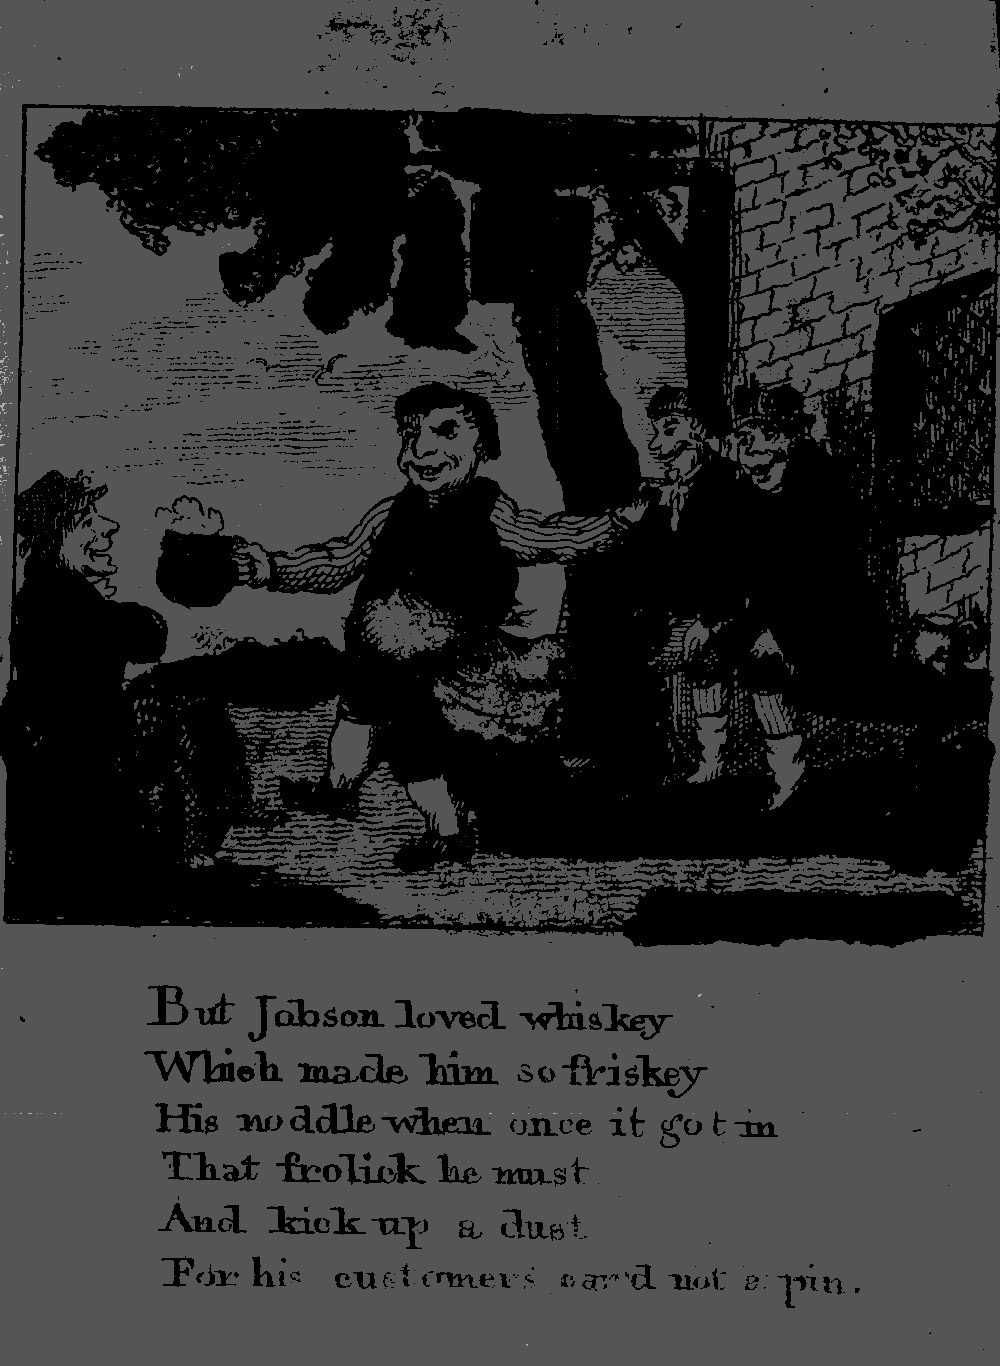 But Jobson loved whiskey
Which made him so friskey
His noddle when once it got in
That frolick he must
And kick up a dust
For his customers car'd not a pin.